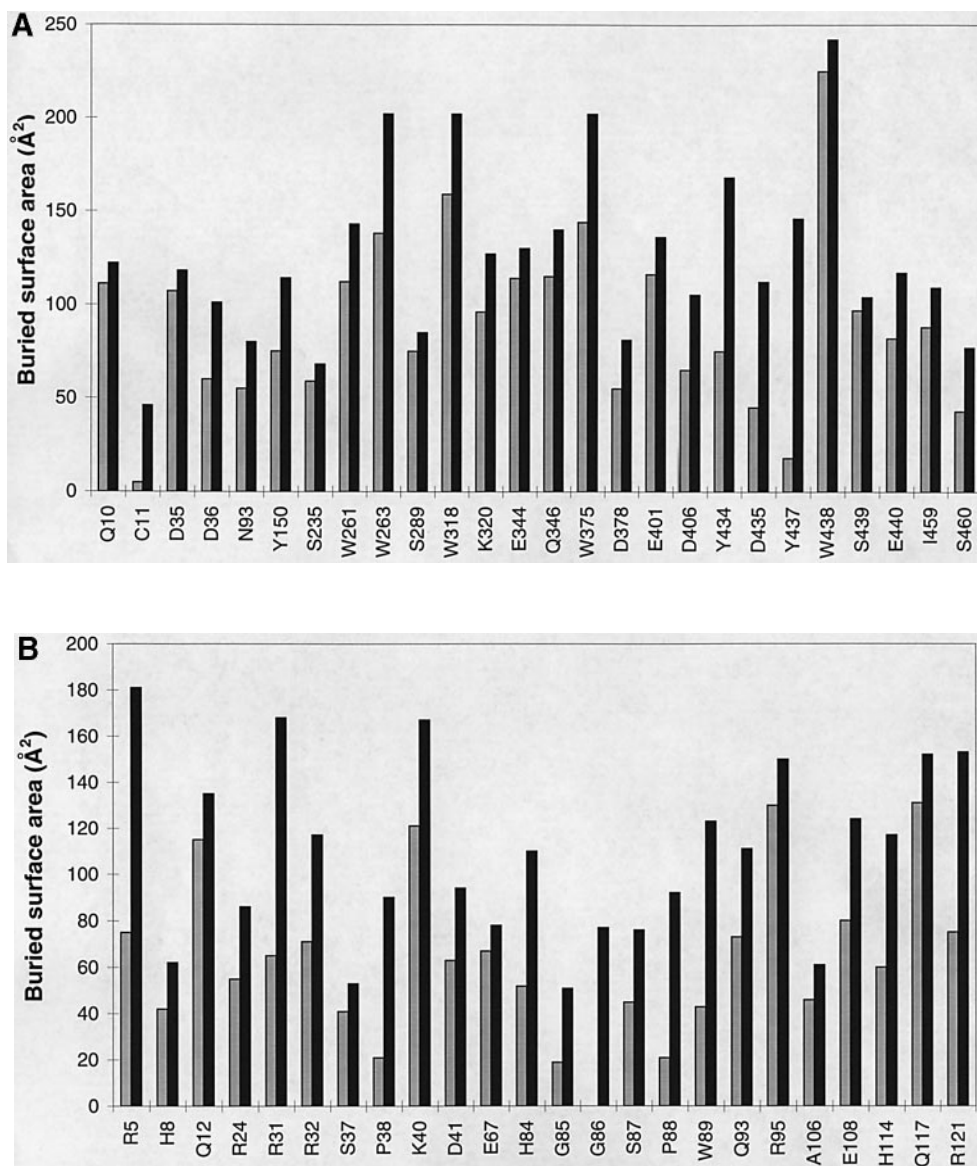 A
Buried surface area (Å²)
250
200
150
100
50
0
Q10 C11 D35 D36 N93 Y150 S235 W261 W263 S289 W318 K320 E344 Q346 W375 D378 E401 D406 Y434 D435 Y437 W438 S439 E440 I459 S460
B
Buried surface area (Å²)
200
180
160
140
120
100
80
60
40
20
0
R5 H8 Q12 R24 R31 R32 S37 P38 K40 D41 E67 H84 G85 G86 S87 P88 W89 Q93 R95 A106 E108 H114 Q117 R121